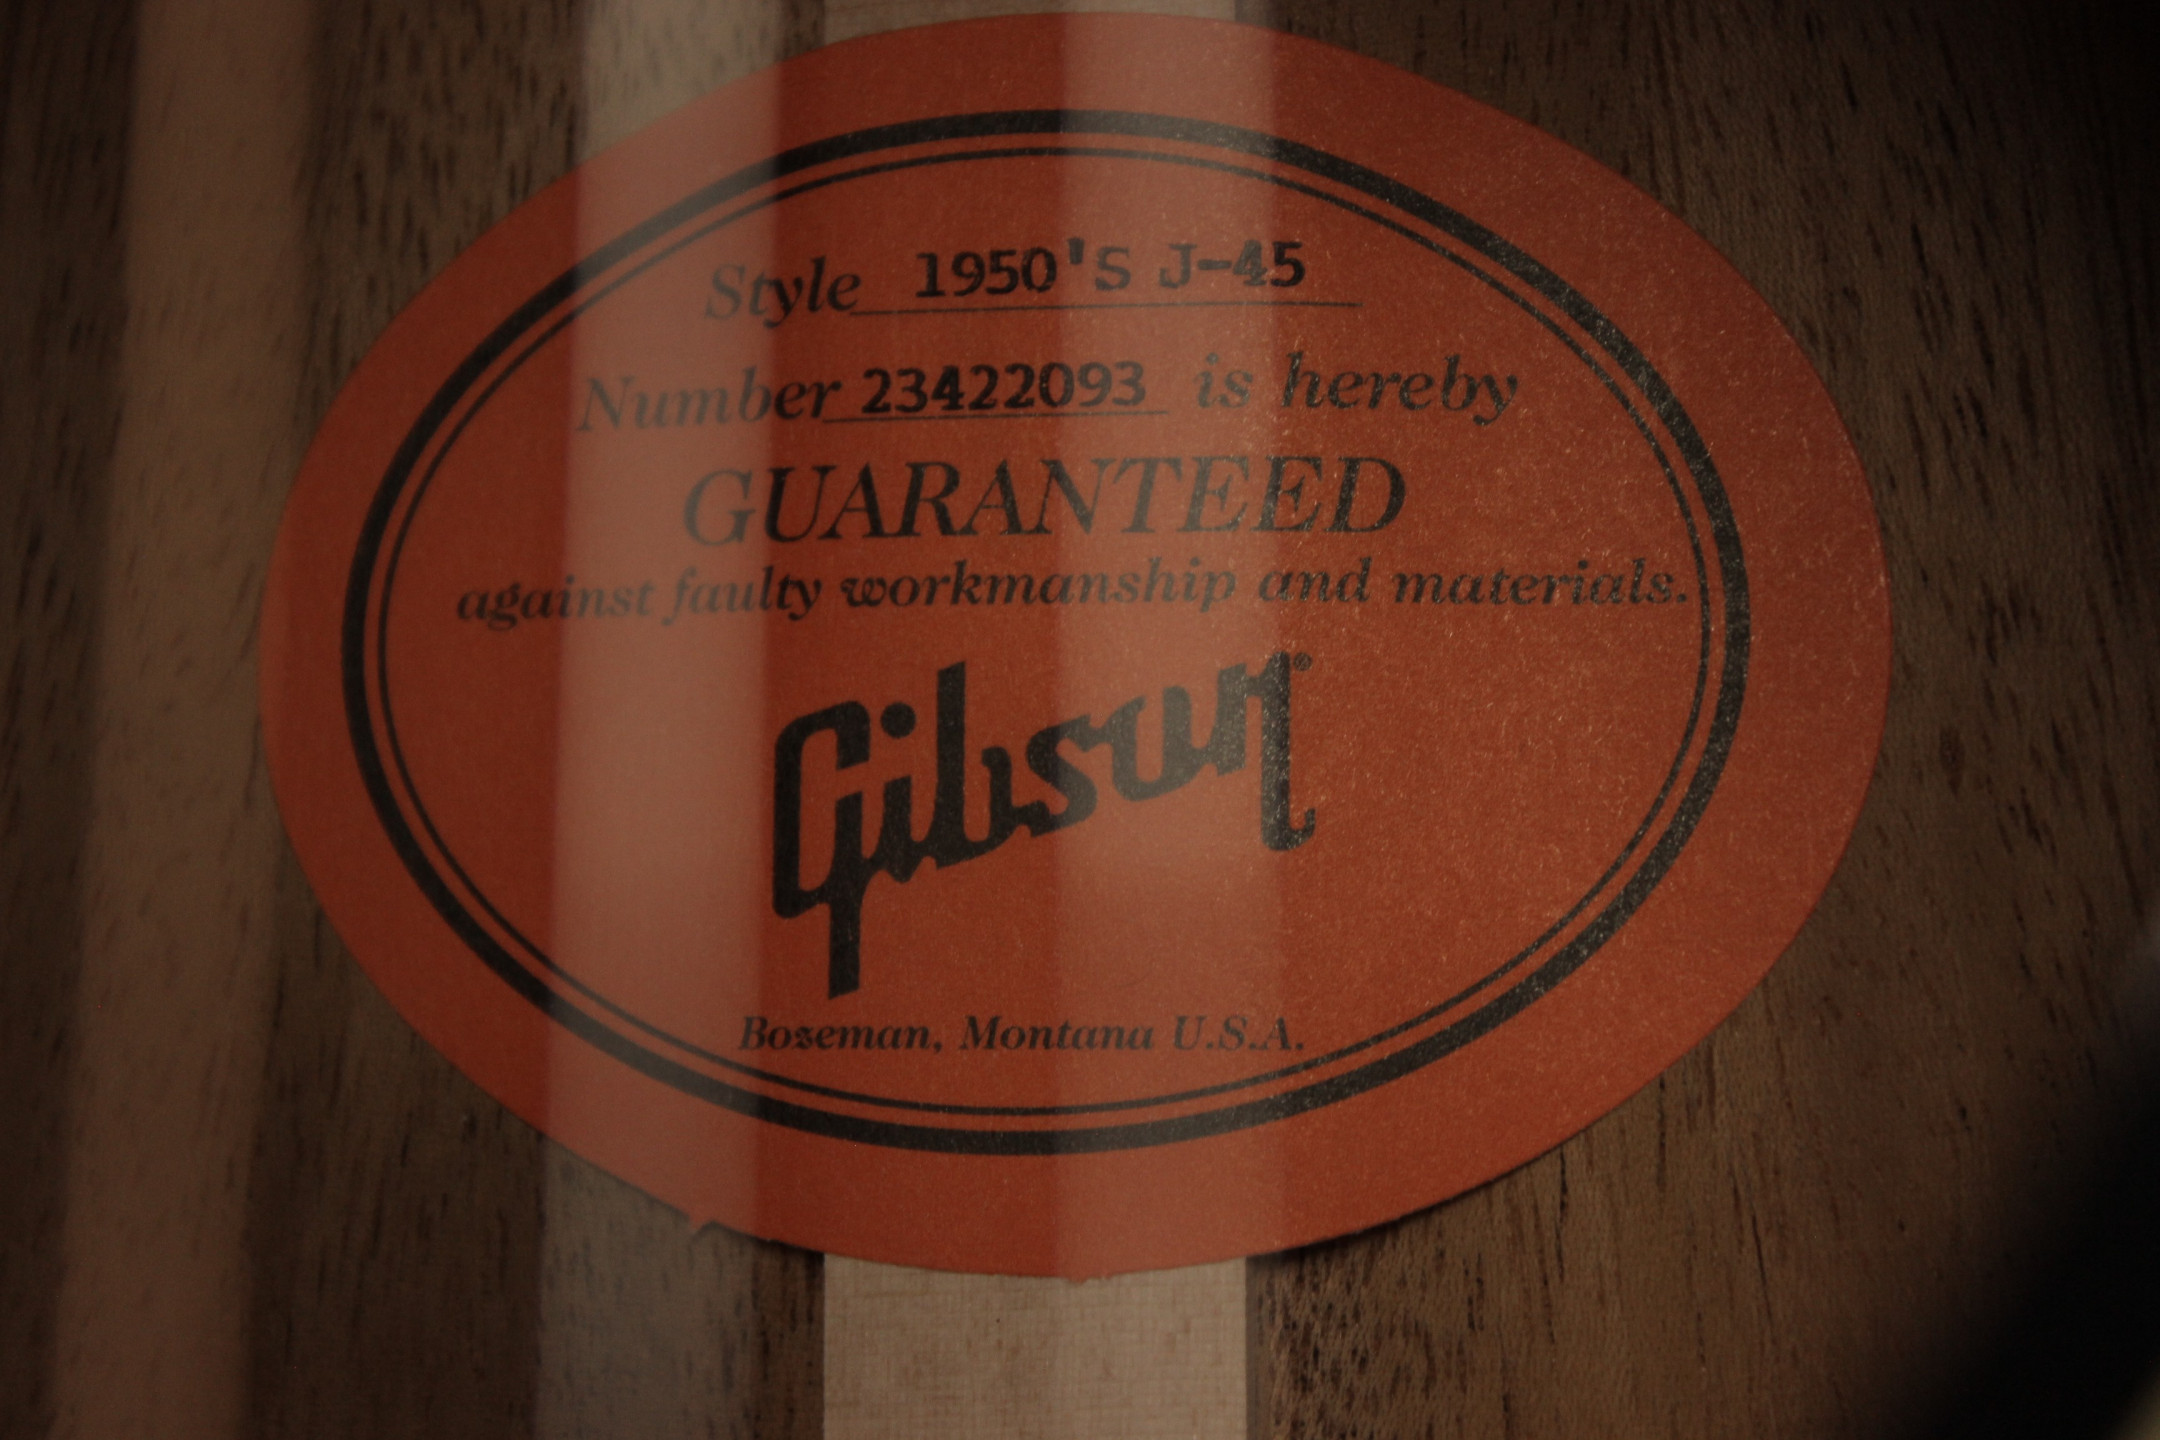 Style 1950'S J-45
Number 23422093 is hereby
GUARANTEED
against faulty workmanship and materials.
Gibson®
Bozeman, Montana U.S.A.